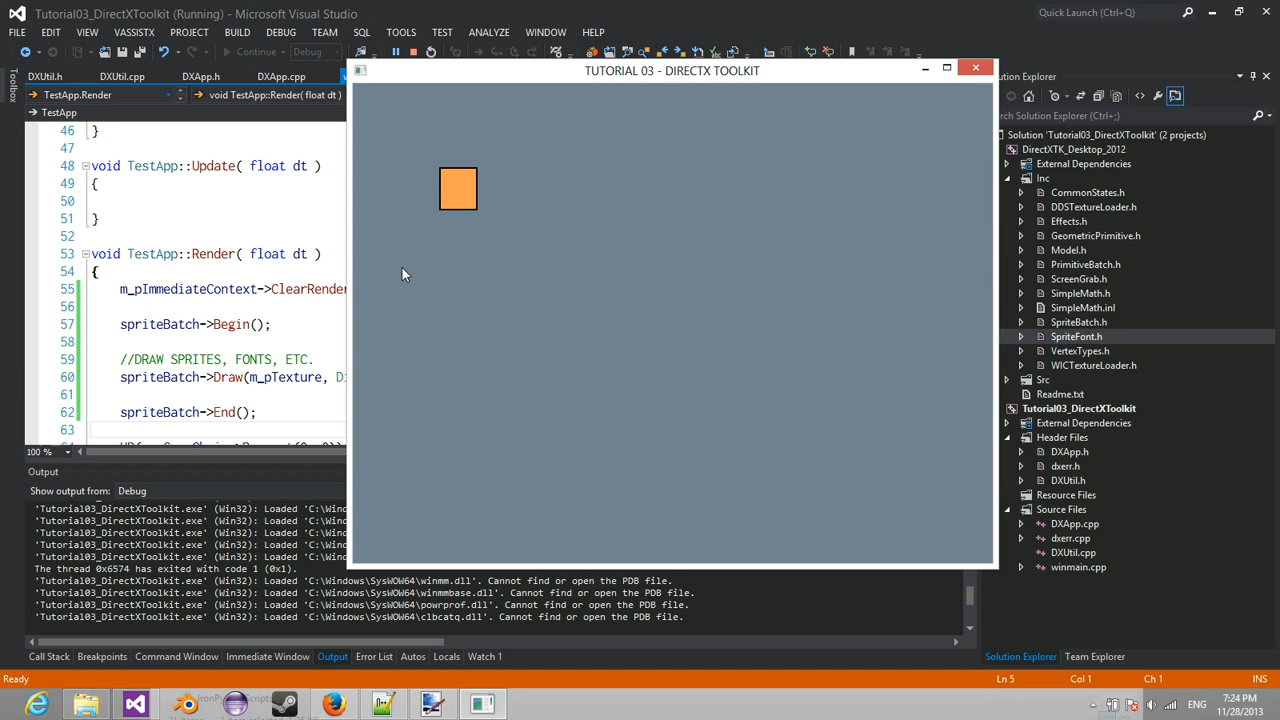 Tutorial03_DirectXToolkit (Running) - Microsoft Visual Studio
Quick Launch (Ctrl+Q)
FILE EDIT VIEW VASSISTX PROJECT BUILD DEBUG TEAM SQL TOOLS TEST ANALYZE WINDOW HELP
Continue Debug
Toolbox
DXUtil.h DXUtil.cpp DXApp.h DXApp.cpp
TestApp.Render void TestApp::Render( float dt )
TestApp
46 }
47
48 void TestApp::Update( float dt )
49 {
50
51 }
52
53 void TestApp::Render( float dt )
54 {
55 m_pImmediateContext->ClearRender
56
57 spriteBatch->Begin();
58
59 //DRAW SPRITES, FONTS, ETC.
60 spriteBatch->Draw(m_pTexture, D
61
62 spriteBatch->End();
63
100 %
TUTORIAL 03 - DIRECTX TOOLKIT
Output
Show output from: Debug
'Tutorial03_DirectXToolkit.exe' (Win32): Loaded 'C:\Wind
'Tutorial03_DirectXToolkit.exe' (Win32): Loaded 'C:\Wind
'Tutorial03_DirectXToolkit.exe' (Win32): Loaded 'C:\Wind
'Tutorial03_DirectXToolkit.exe' (Win32): Loaded 'C:\Wind
'Tutorial03_DirectXToolkit.exe' (Win32): Loaded 'C:\Wind
The thread 0x6574 has exited with code 1 (0x1).
'Tutorial03_DirectXToolkit.exe' (Win32): Loaded 'C:\Windows\SysWOW64\winmm.dll'. Cannot find or open the PDB file.
'Tutorial03_DirectXToolkit.exe' (Win32): Loaded 'C:\Windows\SysWOW64\winmmbase.dll'. Cannot find or open the PDB file.
'Tutorial03_DirectXToolkit.exe' (Win32): Loaded 'C:\Windows\SysWOW64\powrprof.dll'. Cannot find or open the PDB file.
'Tutorial03_DirectXToolkit.exe' (Win32): Loaded 'C:\Windows\SysWOW64\clbcatq.dll'. Cannot find or open the PDB file.
Call Stack Breakpoints Command Window Immediate Window Output Error List Autos Locals Watch 1
Explorer
Search Solution Explorer (Ctrl+;)
Solution 'Tutorial03_DirectXToolkit' (2 projects)
DirectXTK_Desktop_2012
External Dependencies
Inc
CommonStates.h
DDSTextureLoader.h
Effects.h
GeometricPrimitive.h
Model.h
PrimitiveBatch.h
ScreenGrab.h
SimpleMath.h
SimpleMath.inl
SpriteBatch.h
SpriteFont.h
VertexTypes.h
WICTextureLoader.h
Src
Readme.txt
Tutorial03_DirectXToolkit
External Dependencies
Header Files
DXApp.h
dxerr.h
DXUtil.h
Resource Files
Source Files
DXApp.cpp
dxerr.cpp
DXUtil.cpp
winmain.cpp
Solution Explorer Team Explorer
Ready Ln 5 Col 1 Ch 1 INS
ENG
7:24 PM
11/28/2013